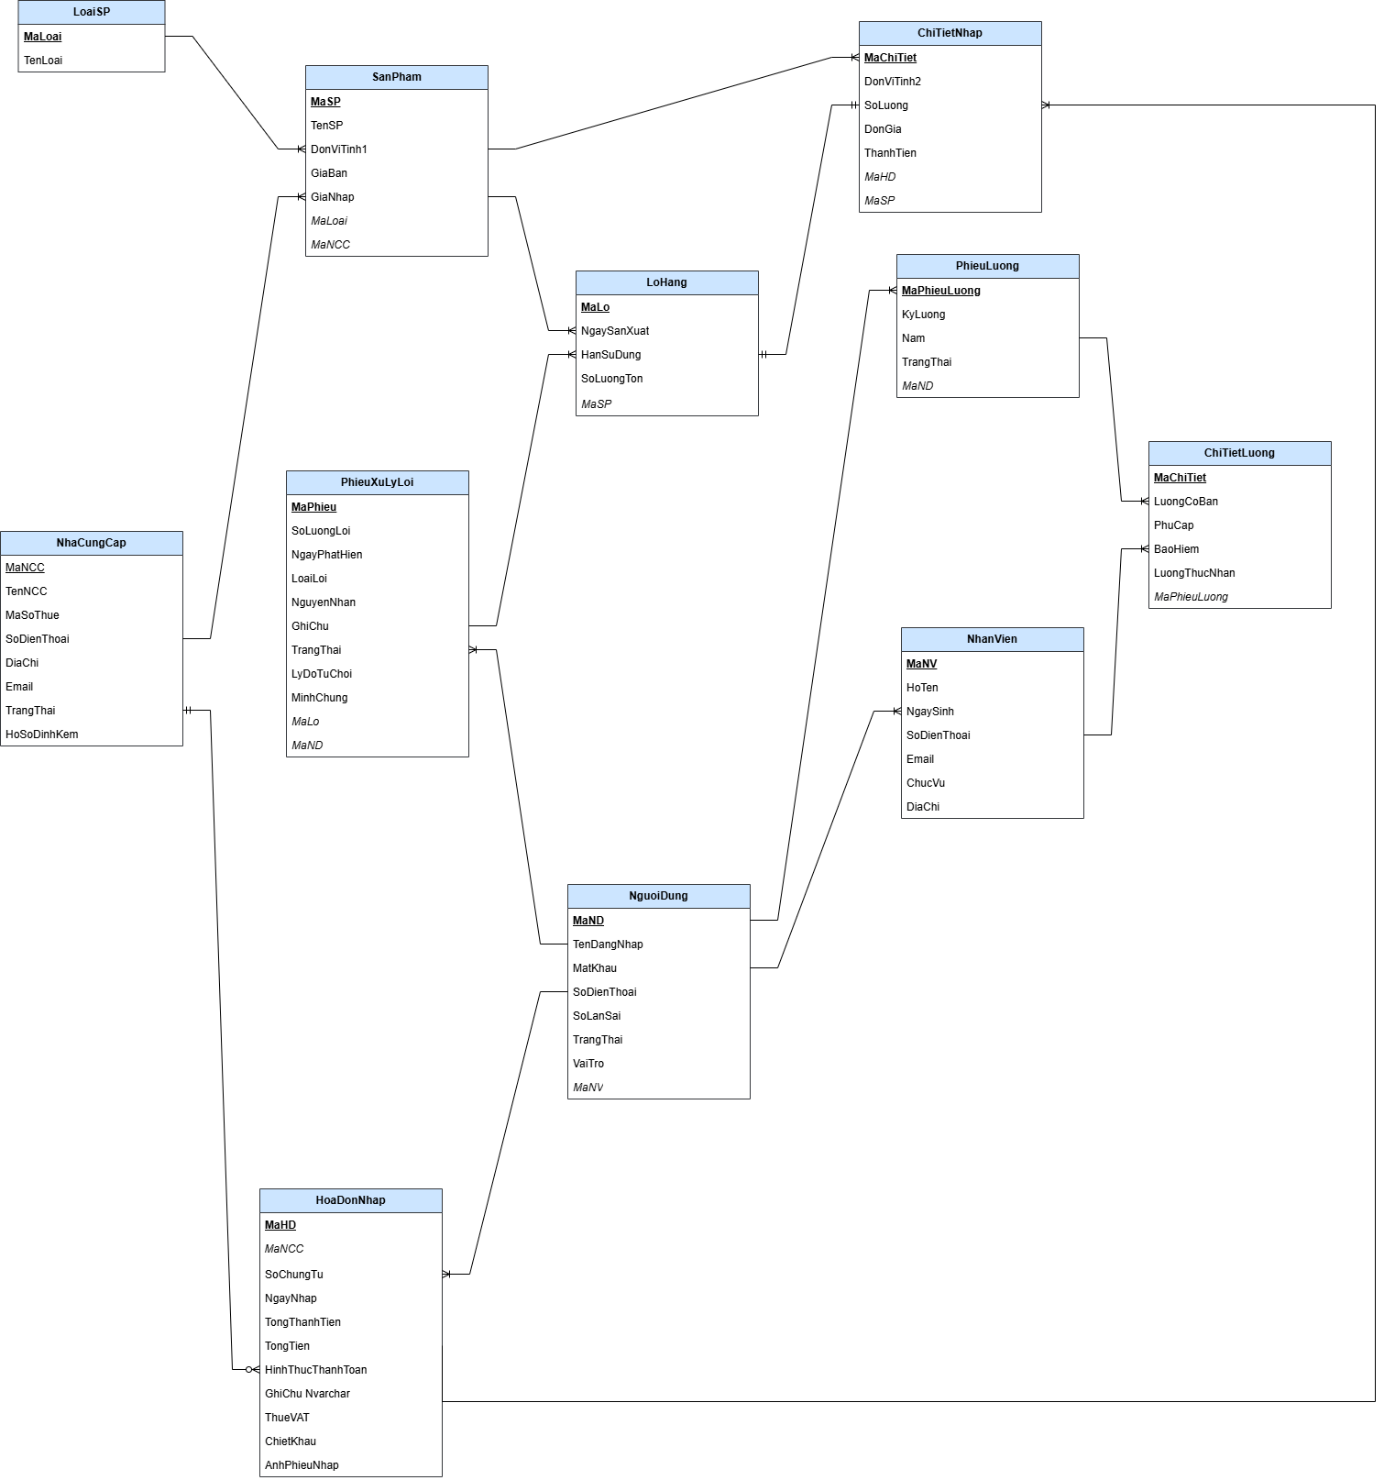 LoaiSP
MaLoai
TenLoai
SanPham
MaSP
TenSP
DonViTinh1
GiaBan
GiaNhap
MaLoai
MaNCC
ChiTietNhap
MaChiTiet
DonViTinh2
SoLuong
DonGia
ThanhTien
MaHD
MaSP
LoHang
MaLo
NgaySanXuat
HanSuDung
SoLuongTon
MaSP
PhieuLuong
MaPhieuLuong
KyLuong
Nam
TrangThai
MaND
ChiTietLuong
MaChiTiet
LuongCoBan
PhuCap
BaoHiem
LuongThucNhan
MaPhieuLuong
PhieuXuLyLoi
MaPhieu
SoLuongLoi
NgayPhatHien
LoaiLoi
NguyenNhan
GhiChu
TrangThai
LyDoTuChoi
MinhChung
MaLo
MaND
NhaCungCap
MaNCC
TenNCC
MaSoThue
SoDienThoai
DiaChi
Email
TrangThai
HoSoDinhKem
NhanVien
MaNV
HoTen
NgaySinh
SoDienThoai
Email
ChucVu
DiaChi
NguoiDung
MaND
TenDangNhap
MatKhau
SoDienThoai
SoLanSai
TrangThai
VaiTro
MaNV
HoaDonNhap
MaHD
MaNCC
SoChungTu
NgayNhap
TongThanhTien
TongTien
HinhThucThanhToan
GhiChu Nvarchar
ThueVAT
ChietKhau
AnhPhieuNhap